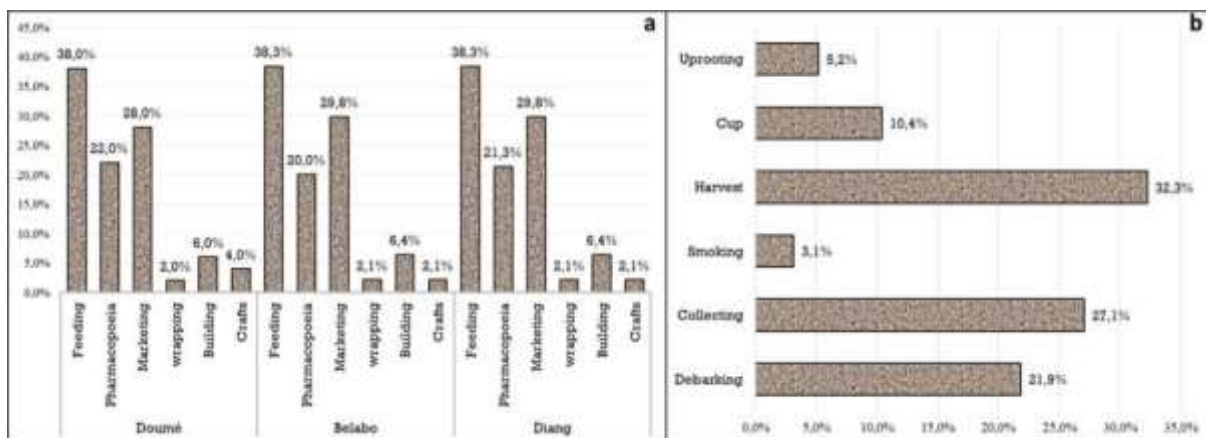 a
45,0%
40,0%
35,0%
30,0%
25,0%
20,0%
15,0%
10,0%
5,0%
0,0%
38,0%
22,0%
28,0%
2,0%
6,0%
4,0%
38,3%
20,0%
29,8%
2,1%
6,4%
2,1%
38,3%
21,3%
29,8%
2,1%
6,4%
2,1%
Feeding
Pharmacopoeia
Marketing
wrapping
Building
Crafts
Feeding
Pharmacopoeia
Marketing
wrapping
Building
Crafts
Feeding
Pharmacopoeia
Marketing
wrapping
Building
Crafts
Doumé
Belabo
Diang
b
Uprooting
5,2%
Cup
10,4%
Harvest
32,3%
Smoking
3,1%
Collecting
27,1%
Debarking
21,9%
0,0%
5,0%
10,0%
15,0%
20,0%
25,0%
30,0%
35,0%